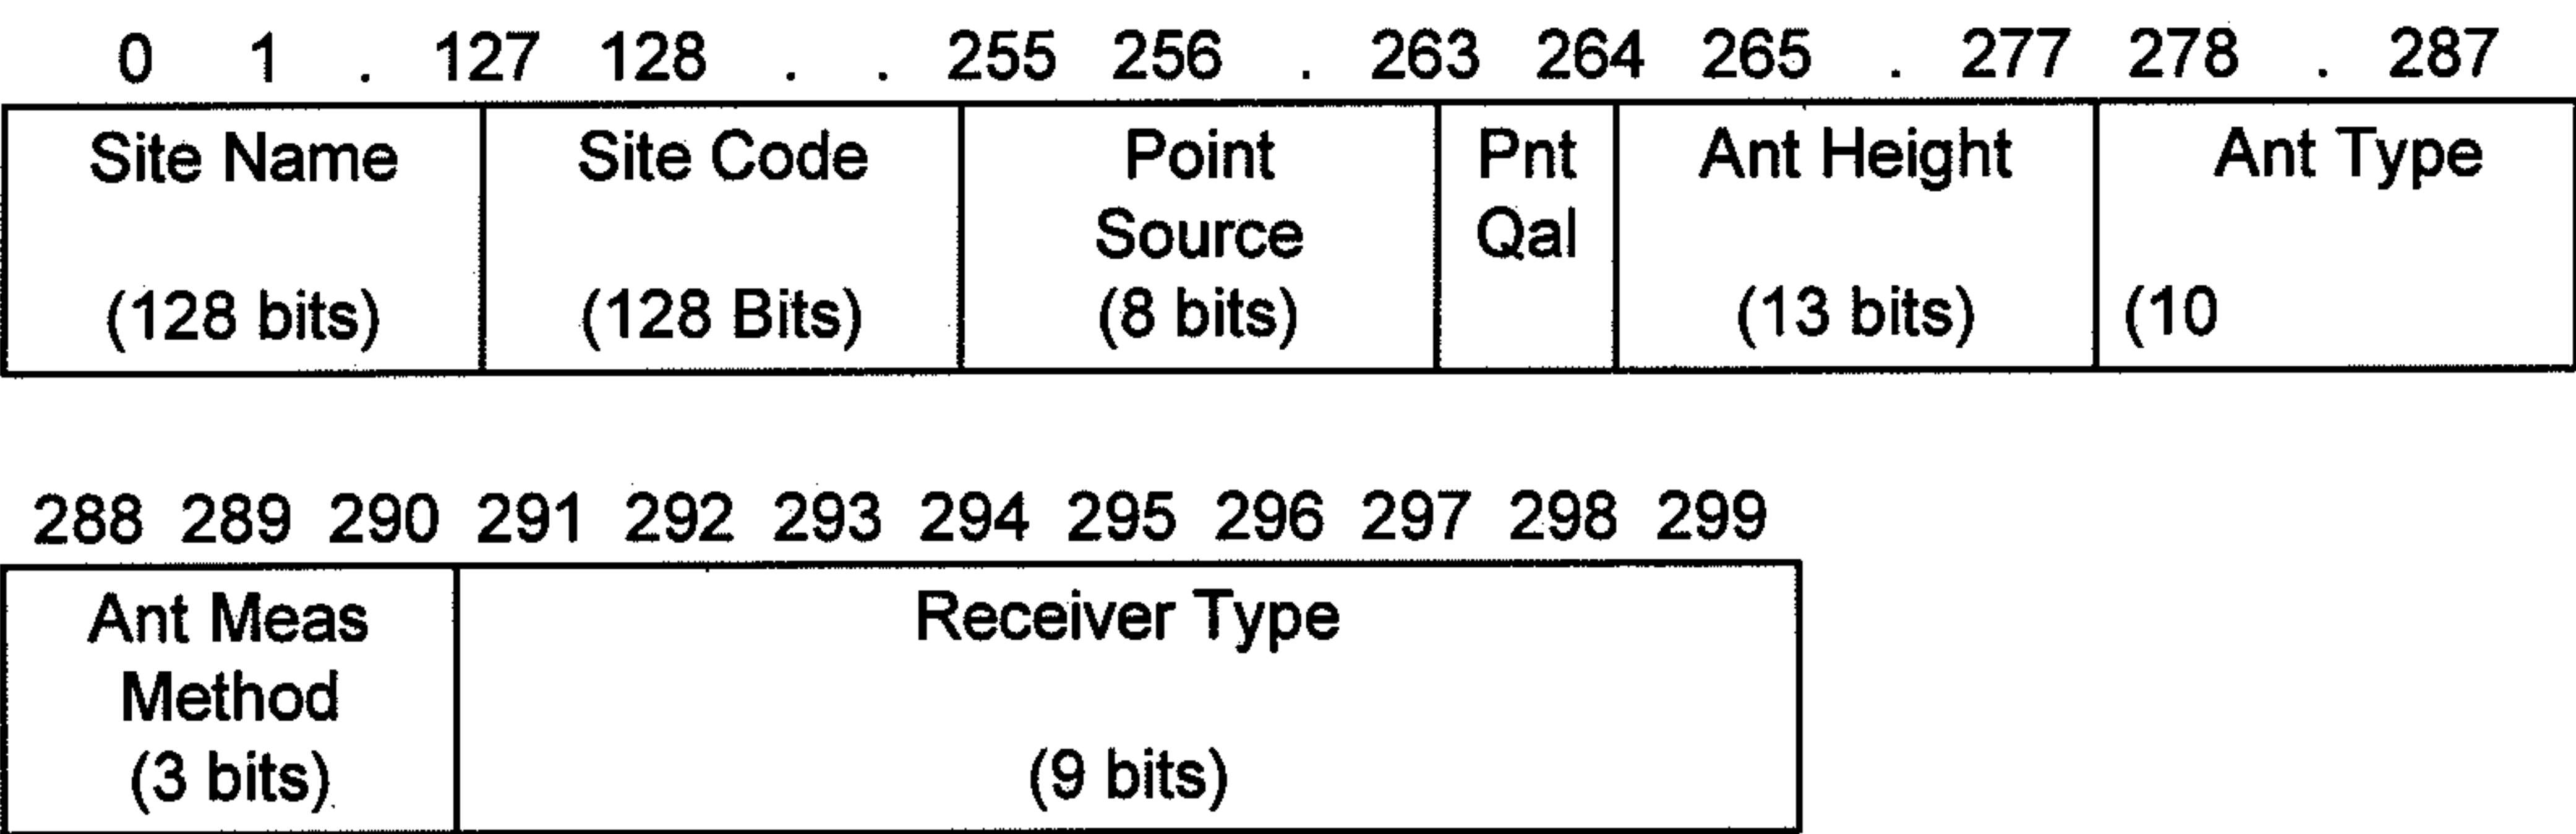 0 1 . 127 128 . . 255 256 . 263 264 265 . 277 278 . 287
Site Name Site Code Point Pnt Ant Height Ant Type
Source Qal
(128 bits) (128 Bits) (8 bits) (13 bits) (10
288 289 290 291 292 293 294 295 296 297 298 299
Ant Meas Receiver Type
Method
(3 bits) (9 bits)